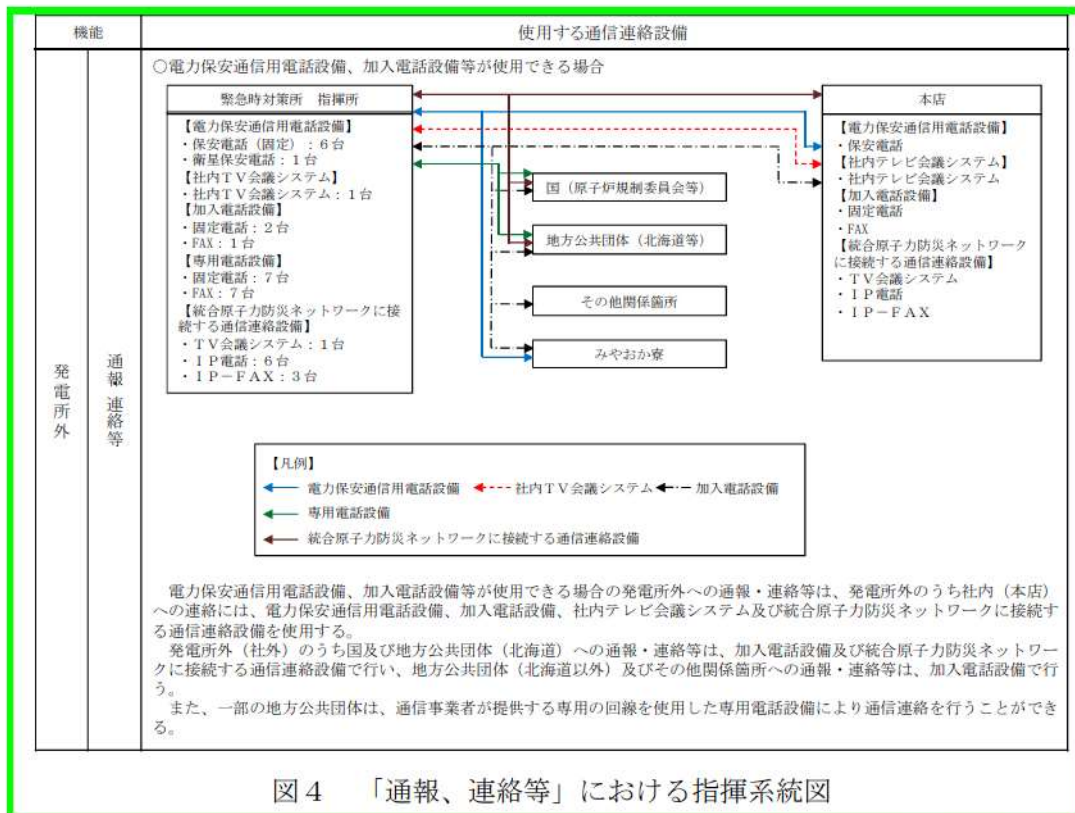 機能
使用する通信連絡設備
発電所外
通報 連絡等
○電力保安通信用電話設備、加入電話設備等が使用できる場合
緊急時対策所 指揮所
【電力保安通信用電話設備】
・保安電話（固定）：6台
・衛星保安電話：1台
【社内ＴＶ会議システム】
・社内ＴＶ会議システム：1台
【加入電話設備】
・固定電話：2台
・FAX：1台
【専用電話設備】
・固定電話：7台
・FAX：7台
【統合原子力防災ネットワークに接
続する通信連絡設備】
・ＴＶ会議システム：1台
・ＩＰ電話：6台
・ＩＰ－ＦＡＸ：3台
国（原子炉規制委員会等）
地方公共団体（北海道等）
その他関係箇所
みやおか寮
本店
【電力保安通信用電話設備】
・保安電話
【社内テレビ会議システム】
・社内テレビ会議システム
【加入電話設備】
・固定電話
・FAX
【統合原子力防災ネットワーク
に接続する通信連絡設備】
・ＴＶ会議システム
・ＩＰ電話
・ＩＰ－ＦＡＸ
【凡例】
電力保安通信用電話設備 社内ＴＶ会議システム 加入電話設備
専用電話設備
統合原子力防災ネットワークに接続する通信連絡設備
電力保安通信用電話設備、加入電話設備等が使用できる場合の発電所外への通報・連絡等は、発電所外のうち社内（本店）
への連絡には、電力保安通信用電話設備、加入電話設備、社内テレビ会議システム及び統合原子力防災ネットワークに接続す
る通信連絡設備を使用する。
発電所外（社外）のうち国及び地方公共団体（北海道）への通報・連絡等は、加入電話設備及び統合原子力防災ネットワー
クに接続する通信連絡設備で行い、地方公共団体（北海道以外）及びその他関係箇所への通報・連絡等は、加入電話設備で行
う。
また、一部の地方公共団体は、通信事業者が提供する専用の回線を使用した専用電話設備により通信連絡を行うことができ
る。
図４ 「通報、連絡等」における指揮系統図